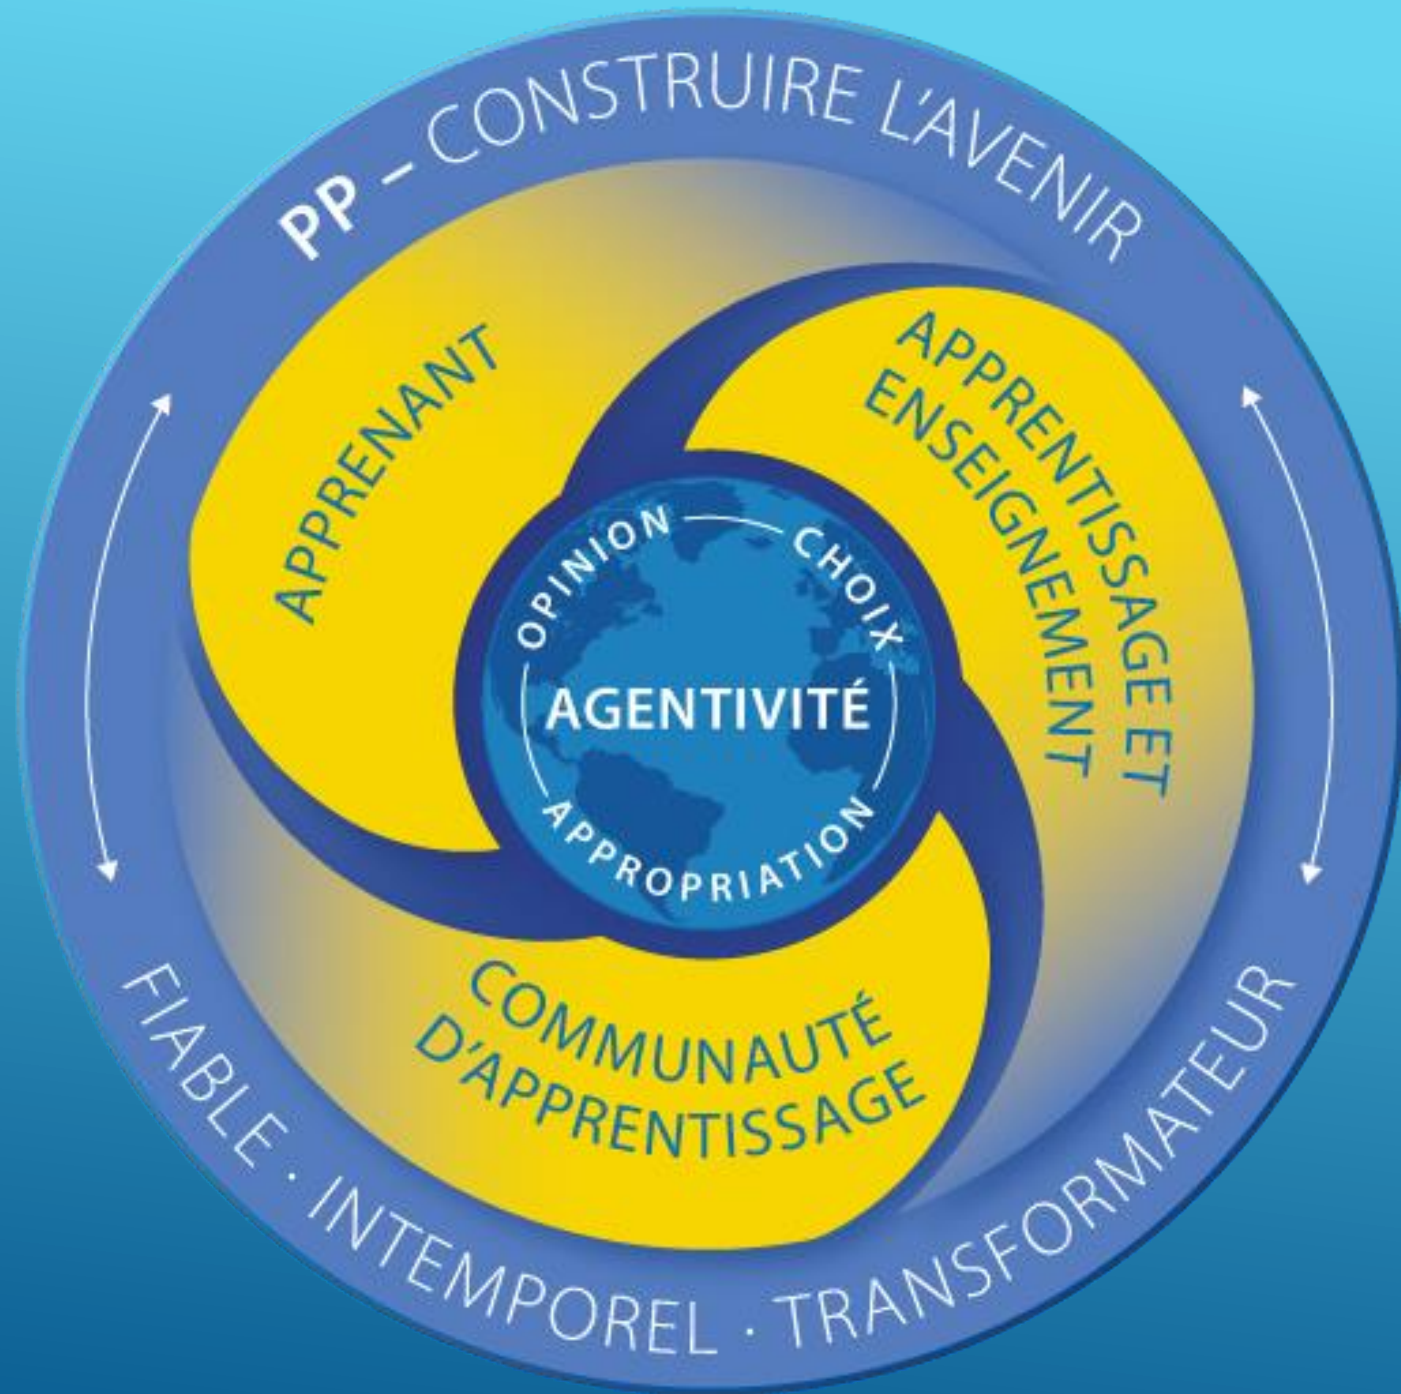 PP – CONSTRUIRE L'AVENIR
APPRENANT
APPRENTISSAGE ET
ENSEIGNEMENT
OPINION
CHOIX
AGENTIVITÉ
APPROPRIATION
COMMUNAUTÉ
D'APPRENTISSAGE
FIABLE · INTEMPOREL · TRANSFORMATEUR